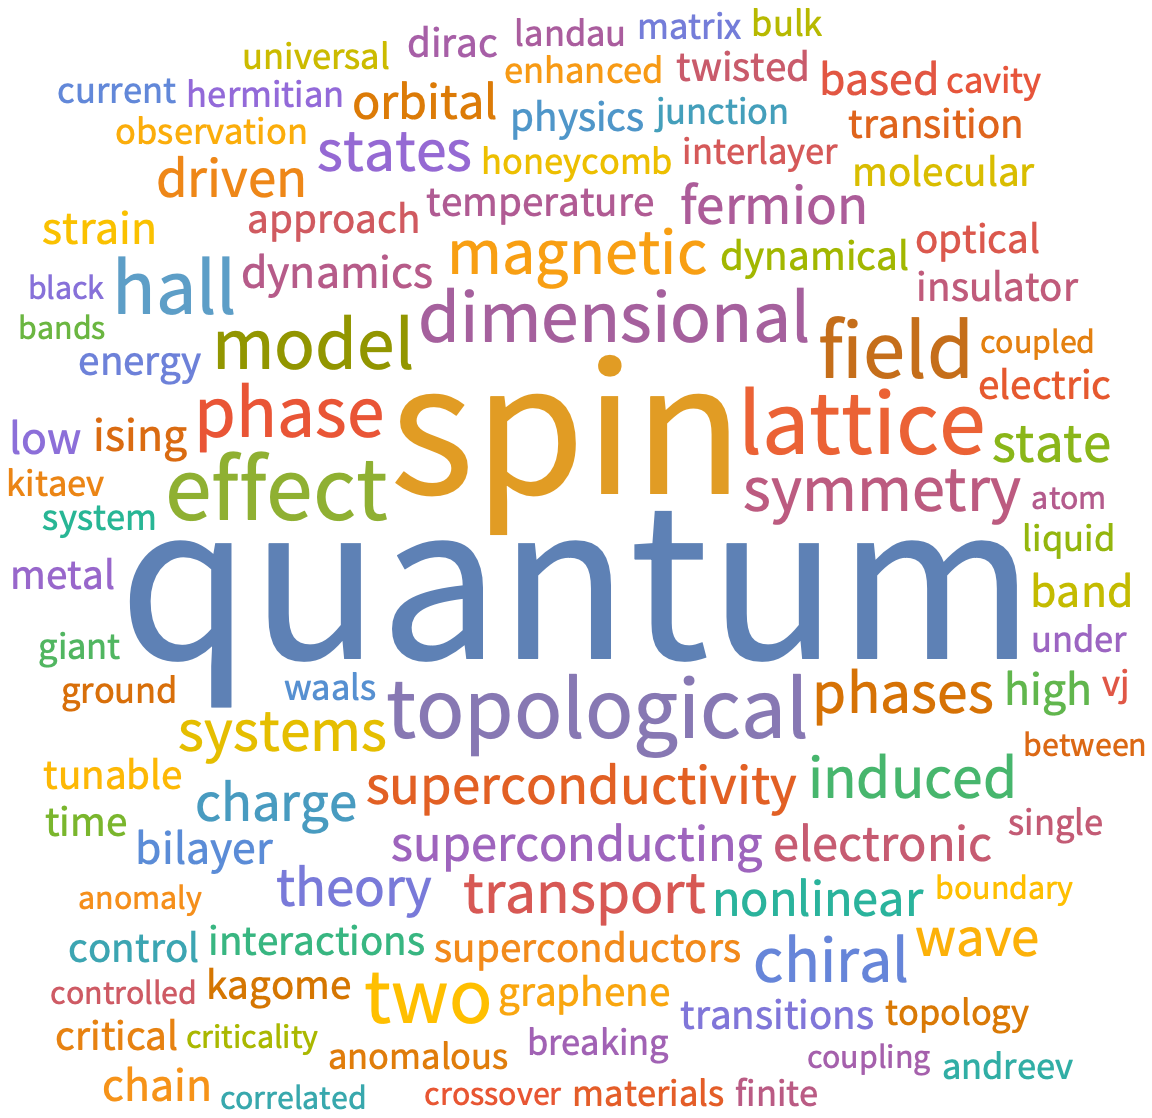 landau matrix bulk
universal dirac
enhanced twisted based cavity
current hermitian orbital physics junction
observation transition
states honeycomb interlayer molecular
driven
strain approach temperature fermion
magnetic dynamical optical
black hall dynamics insulator
bands dimensional
energy model field coupled
electric
low ising phase spin lattice state
kitaev effect symmetry atom
system liquid
metal quantum band
giant under
ground waals topological phases high vj
systems between
tunable charge superconductivity induced
time single
bilayer superconducting electronic
anomaly theory transport nonlinear boundary
control interactions superconductors chiral wave
controlled kagome two graphene
transitions topology
critical criticality anomalous breaking coupling andreev
chain correlated crossover materials finite